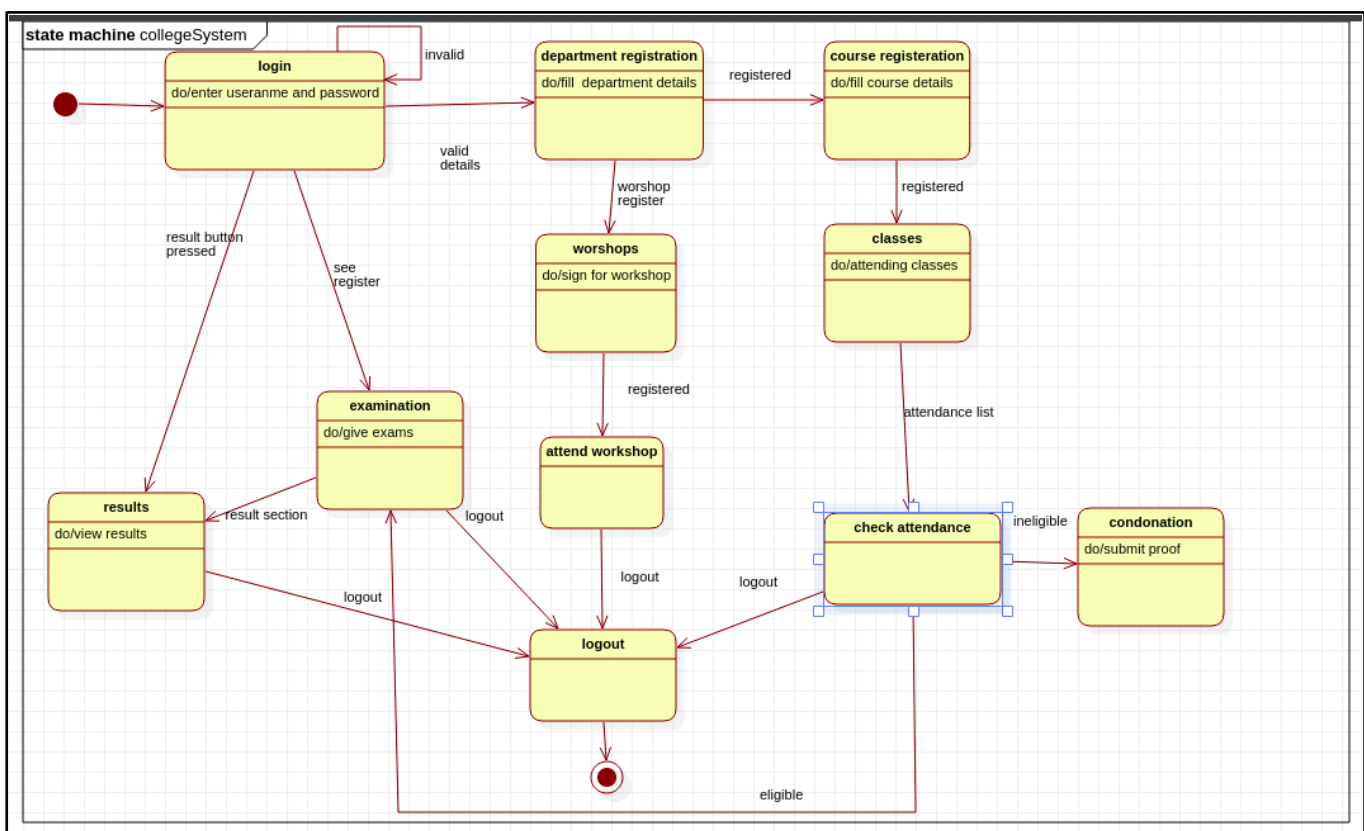 state machine collegeSystem
login
do/enter useranme and password
invalid
department registration
do/fill  department details
registered
course registeration
do/fill course details
valid
details
worshop
register
registered
result button
pressed
see
register
worshops
do/sign for workshop
classes
do/attending classes
registered
attendance list
examination
do/give exams
attend workshop
results
do/view results
result section
logout
check attendance
ineligible
condonation
do/submit proof
logout
logout
logout
logout
eligible